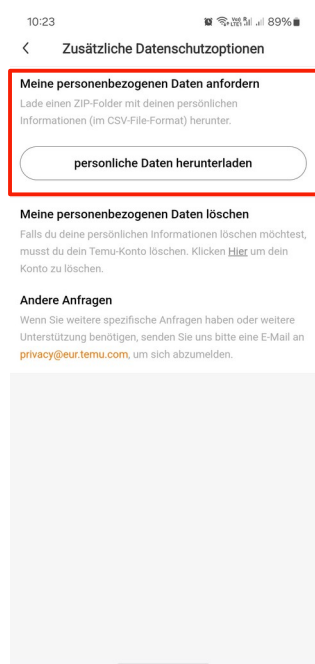 10:23 89%
Zusätzliche Datenschutzoptionen
Meine personenbezogenen Daten anfordern
Lade einen ZIP-Folder mit deinen persönlichen
Informationen (im CSV-File-Format) herunter.
personliche Daten herunterladen
Meine personenbezogenen Daten löschen
Falls du deine persönlichen Informationen löschen möchtest,
musst du dein Temu-Konto löschen. Klicken Hier um dein
Konto zu löschen.
Andere Anfragen
Wenn Sie weitere spezifische Anfragen haben oder weitere
Unterstützung benötigen, senden Sie uns bitte eine E-Mail an
privacy@eur.temu.com, um sich abzumelden.